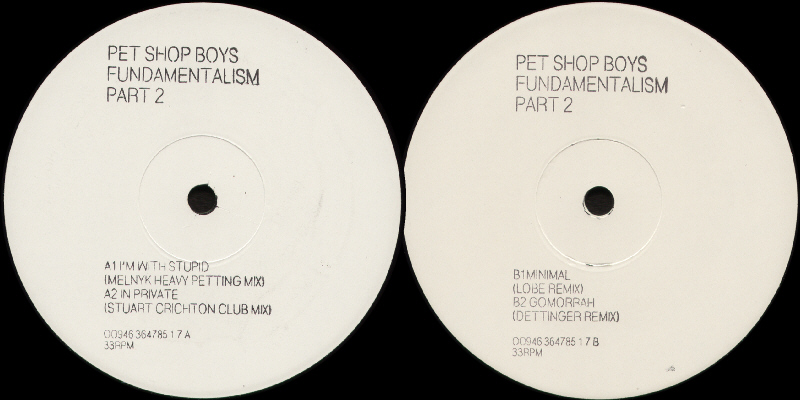 PET SHOP BOYS
FUNDAMENTALISM
PART 2
A1 I'M WITH STUPID
(MELNYK HEAVY PETTING MIX)
A2 IN PRIVATE
(STUART CRICHTON CLUB MIX)
00946 364785 1 7 A
33RPM
PET SHOP BOYS
FUNDAMENTALISM
PART 2
B1 MINIMAL
(LOBE REMIX)
B2 GOMORRAH
(DETTINGER REMIX)
00946 364785 1 7 B
33RPM